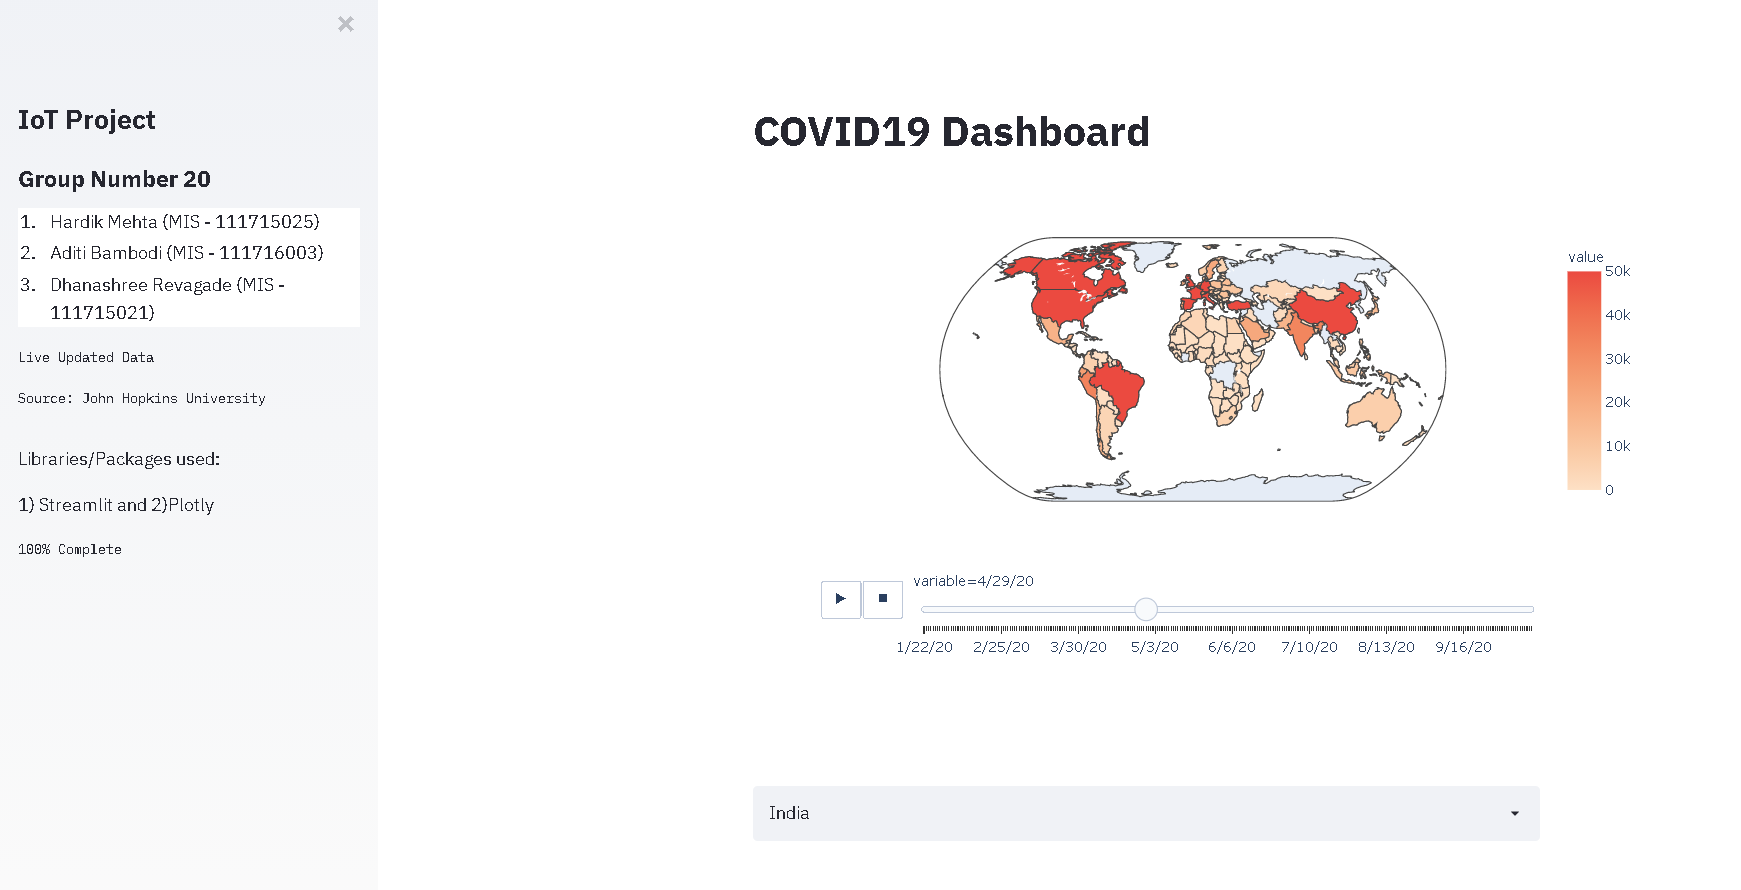 ×
IoT Project
Group Number 20
1. Hardik Mehta (MIS - 111715025)
2. Aditi Bambodi (MIS - 111716003)
3. Dhanashree Revagade (MIS -
111715021)
Live Updated Data
Source: John Hopkins University
Libraries/Packages used:
1) Streamlit and 2)Plotly
100% Complete
COVID19 Dashboard
value
50k
40k
30k
20k
10k
0
variable=4/29/20
1/22/20 2/25/20 3/30/20 5/3/20 6/6/20 7/10/20 8/13/20 9/16/20
India